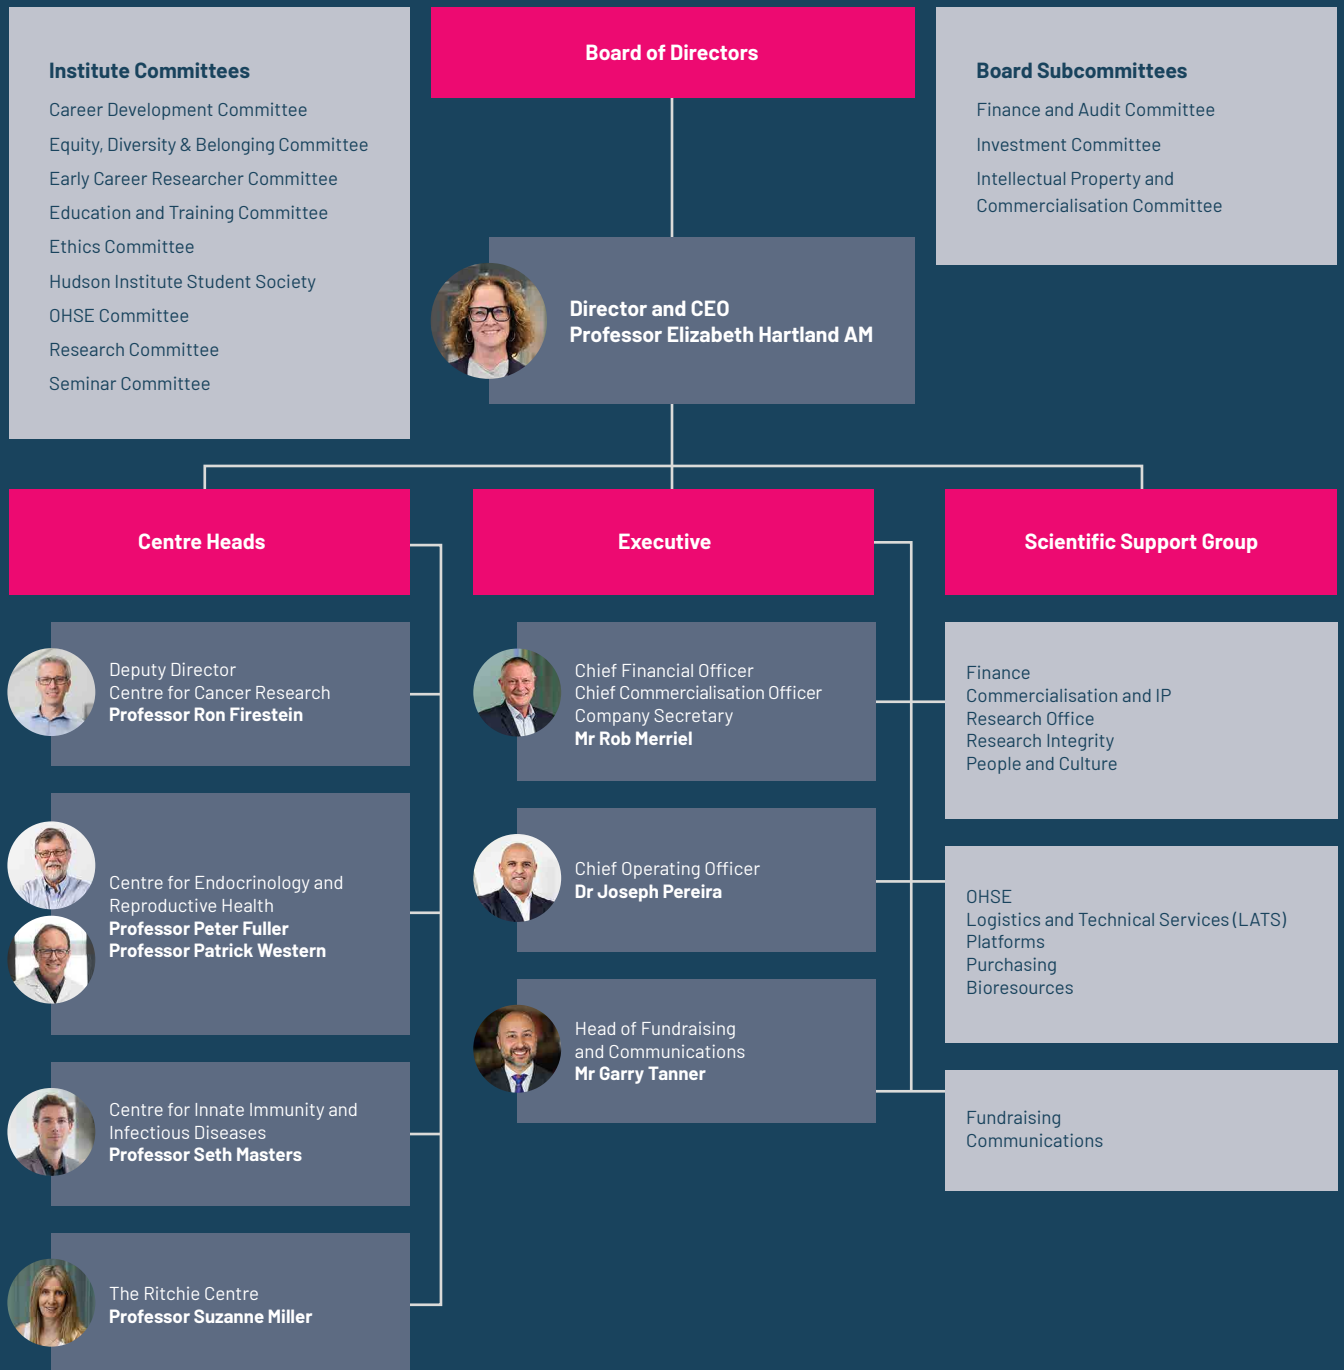 Institute Committees
Career Development Committee
Equity, Diversity & Belonging Committee
Early Career Researcher Committee
Education and Training Committee
Ethics Committee
Hudson Institute Student Society
OHSE Committee
Research Committee
Seminar Committee
Board of Directors
Board Subcommittees
Finance and Audit Committee
Investment Committee
Intellectual Property and
Commercialisation Committee
Director and CEO
Professor Elizabeth Hartland AM
Centre Heads
Deputy Director
Centre for Cancer Research
Professor Ron Firestein
Centre for Endocrinology and
Reproductive Health
Professor Peter Fuller
Professor Patrick Western
Centre for Innate Immunity and
Infectious Diseases
Professor Seth Masters
The Ritchie Centre
Professor Suzanne Miller
Executive
Chief Financial Officer
Chief Commercialisation Officer
Company Secretary
Mr Rob Merriel
Chief Operating Officer
Dr Joseph Pereira
Head of Fundraising
and Communications
Mr Garry Tanner
Scientific Support Group
Finance
Commercialisation and IP
Research Office
Research Integrity
People and Culture
OHSE
Logistics and Technical Services (LATS)
Platforms
Purchasing
Bioresources
Fundraising
Communications